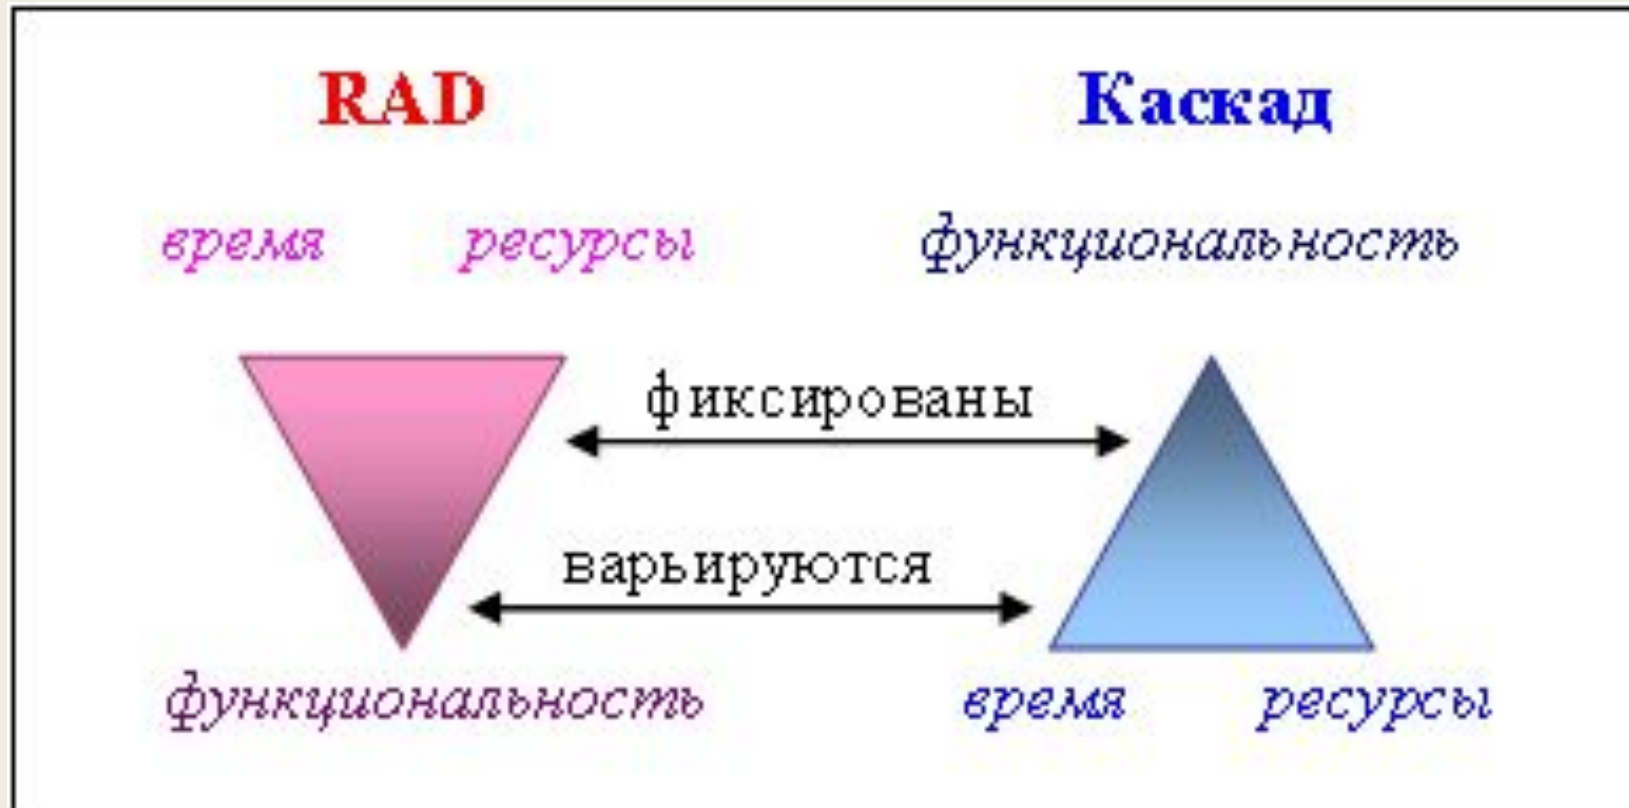 RAD Каскад
время ресурсы функциональность
фиксированы
варьируются
функциональность время ресурсы